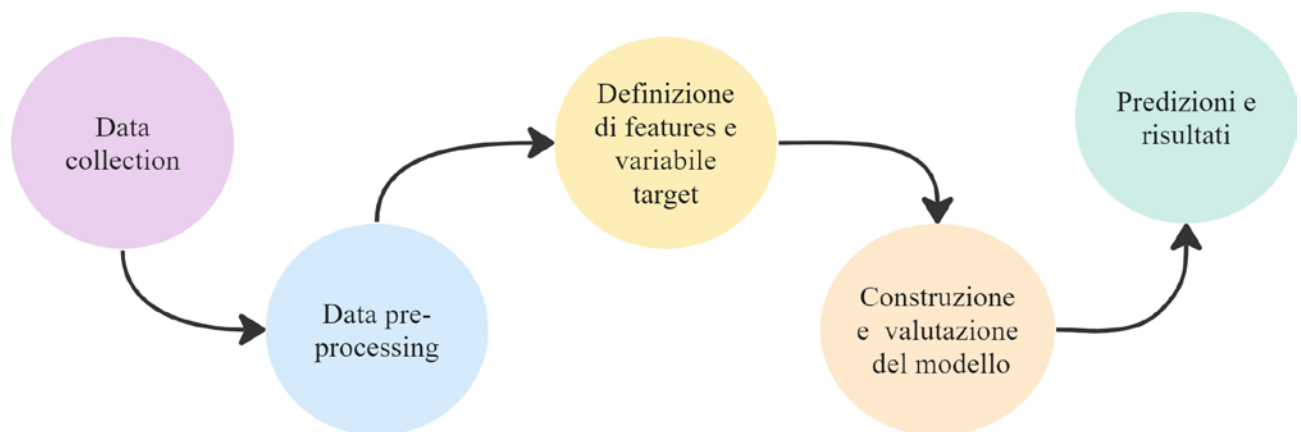 Data
collection
Data pre-
processing
Definizione
di features e
variabile
target
Construzione
e valutazione
del modello
Predizioni e
risultati